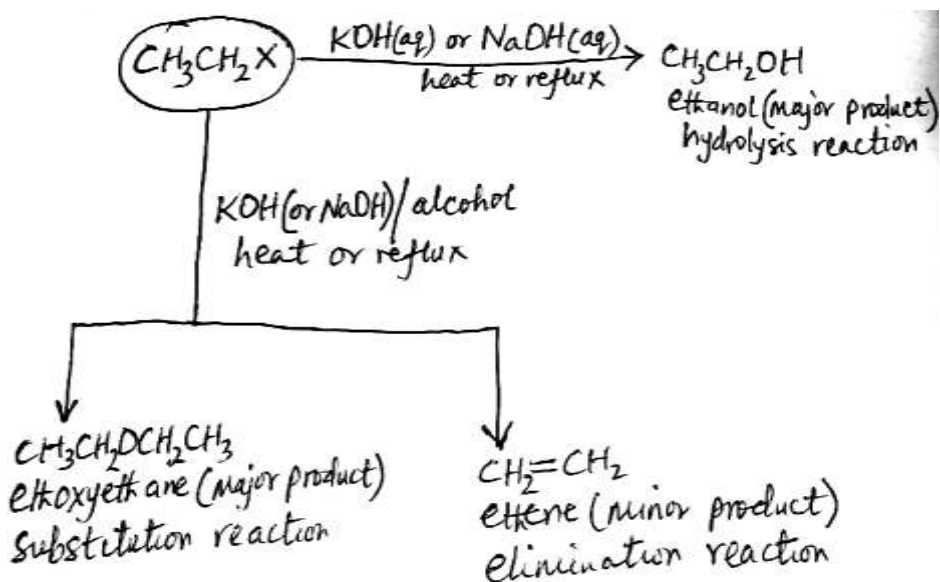 CH₃CH₂X
KOH(aq) or NaOH(aq)
heat or reflux
CH₃CH₂OH
ethanol (major product)
hydrolysis reaction
KOH(or NaOH)/alcohol
heat or reflux
CH₃CH₂OCH₂CH₃
ethoxyethane (major product)
substitution reaction
CH₂=CH₂
ethene (minor product)
elimination reaction